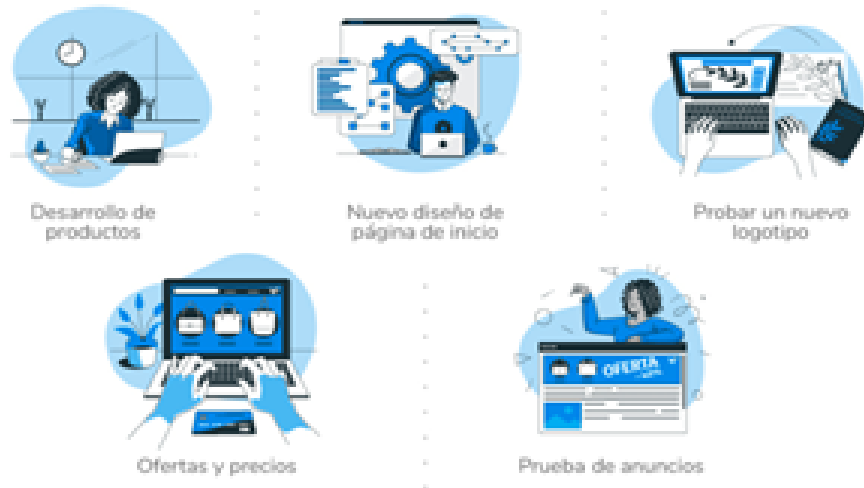 Desarrollo de
productos
Nuevo diseño de
página de inicio
Probar un nuevo
logotipo
OFERTA
Ofertas y precios
Prueba de anuncios